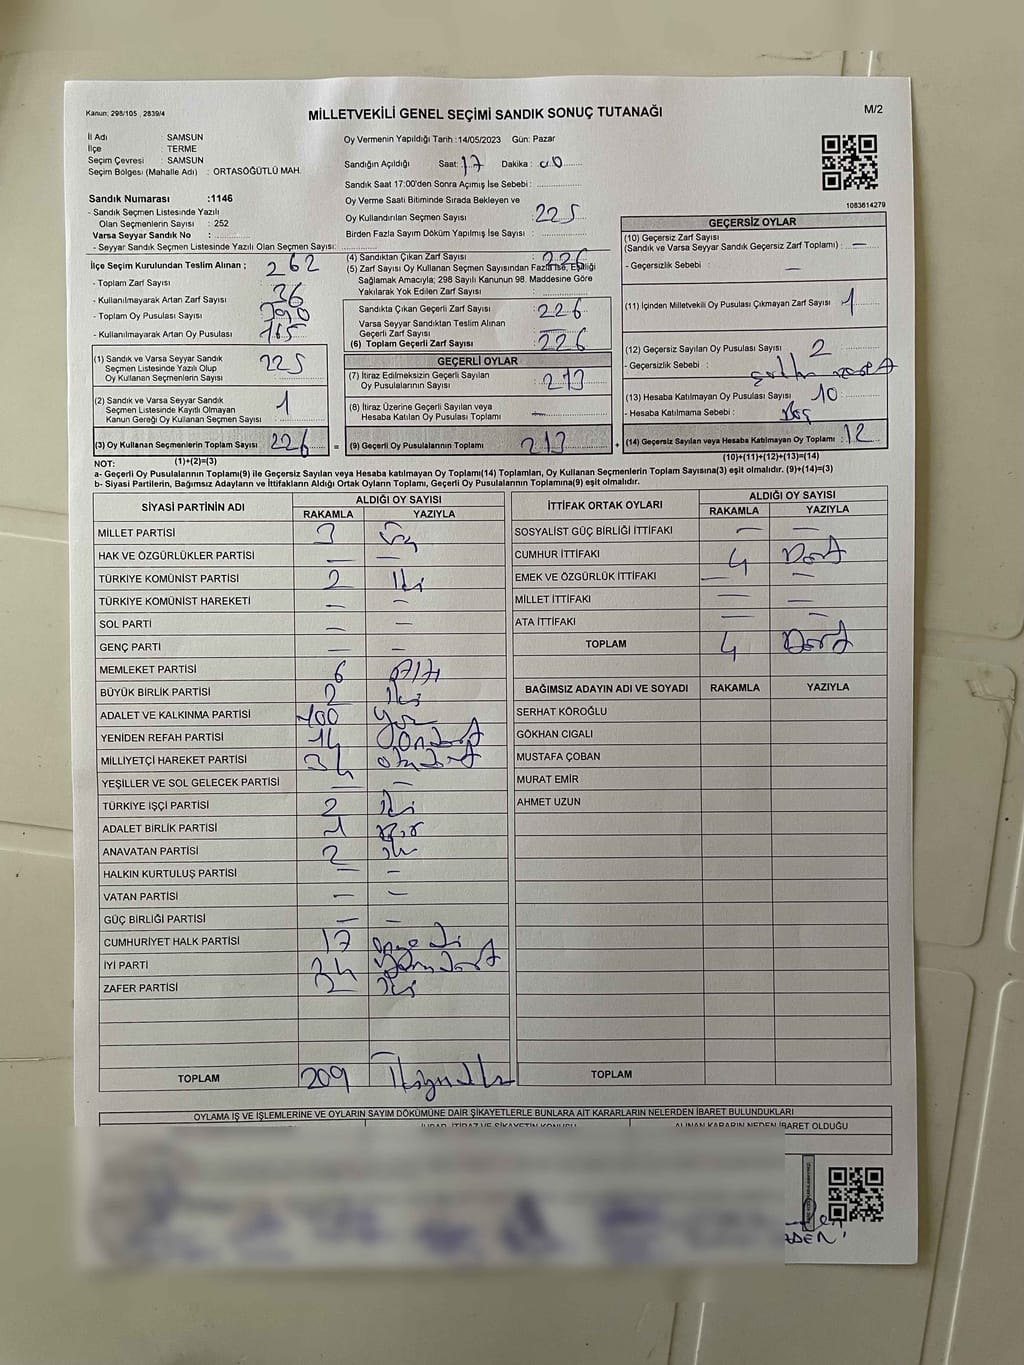 Kanun; 298/105 , 2839/4
MİLLETVEKİLİ GENEL SEÇİMİ SANDIK SONUÇ TUTANAĞI
M/2
İl Adı : SAMSUN
İlçe : TERME
Seçim Çevresi : SAMSUN
Seçim Bölgesi (Mahalle Adı) : ORTASÖĞÜTLÜ MAH.
Oy Vermenin Yapıldığı Tarih :14/05/2023 Gün: Pazar
Sandığın Açıldığı Saat: 17 Dakika : 00
Sandık Saat 17:00'den Sonra Açımış İse Sebebi :
Sandık Numarası :1146
- Sandık Seçmen Listesinde Yazılı
Olan Seçmenlerin Sayısı : 252
Varsa Seyyar Sandık No :
- Seyyar Sandık Seçmen Listesinde Yazılı Olan Seçmen Sayısı:
Oy Verme Saati Bitiminde Sırada Bekleyen ve
Oy Kullandırılan Seçmen Sayısı : 225
Birden Fazla Sayım Döküm Yapılmış İse Sayısı :
1083614279
İlçe Seçim Kurulundan Teslim Alınan ;
- Toplam Zarf Sayısı : 262
- Kullanılmayarak Artan Zarf Sayısı : 36
- Toplam Oy Pusulası Sayısı :
- Kullanılmayarak Artan Oy Pusulası : 165
(1) Sandık ve Varsa Seyyar Sandık
Seçmen Listesinde Yazılı Olup
Oy Kullanan Seçmenlerin Sayısı : 225
(2) Sandık ve Varsa Seyyar Sandık
Seçmen Listesinde Kayıtlı Olmayan
Kanun Gereği Oy Kullanan Seçmen Sayısı : 1
(3) Oy Kullanan Seçmenlerin Toplam Sayısı : 226
(1)+(2)=(3)
(4) Sandıktan Çıkan Zarf Sayısı : 226
(5) Zarf Sayısı Oy Kullanan Seçmen Sayısından Fazla İse, Eşitliği
Sağlamak Amacıyla; 298 Sayılı Kanunun 98. Maddesine Göre
Yakılarak Yok Edilen Zarf Sayısı :
Sandıkta Çıkan Geçerli Zarf Sayısı : 226
Varsa Seyyar Sandıktan Teslim Alınan
Geçerli Zarf Sayısı : —
(6) Toplam Geçerli Zarf Sayısı : 226
GEÇERLİ OYLAR
(7) İtiraz Edilmeksizin Geçerli Sayılan
Oy Pusulalarının Sayısı : 213
(8) İtiraz Üzerine Geçerli Sayılan veya
Hesaba Katılan Oy Pusulası Toplamı : —
= (9) Geçerli Oy Pusulalarının Toplamı : 213
GEÇERSİZ OYLAR
(10) Geçersiz Zarf Sayısı
(Sandık ve Varsa Seyyar Sandık Geçersiz Zarf Toplamı) : —
- Geçersizlik Sebebi : —
(11) İçinden Milletvekili Oy Pusulası Çıkmayan Zarf Sayısı : 1
(12) Geçersiz Sayılan Oy Pusulası Sayısı : 2
- Geçersizlik Sebebi :
(13) Hesaba Katılmayan Oy Pusulası Sayısı : 10
- Hesaba Katılmama Sebebi : Boş
+ (14) Geçersiz Sayılan veya Hesaba Katılmayan Oy Toplamı : 12
(10)+(11)+(12)+(13)=(14)
NOT:
a- Geçerli Oy Pusulalarının Toplamı(9) ile Geçersiz Sayılan veya Hesaba katılmayan Oy Toplamı(14) Toplamları, Oy Kullanan Seçmenlerin Toplam Sayısına(3) eşit olmalıdır. (9)+(14)=(3)
b- Siyasi Partilerin, Bağımsız Adayların ve İttifakların Aldığı Ortak Oyların Toplamı, Geçerli Oy Pusulalarının Toplamına(9) eşit olmalıdır.
SİYASİ PARTİNİN ADI ALDIĞI OY SAYISI
RAKAMLA YAZIYLA
MİLLET PARTİSİ 3 Üç
HAK VE ÖZGÜRLÜKLER PARTİSİ — —
TÜRKİYE KOMÜNİST PARTİSİ 2 İki
TÜRKİYE KOMÜNİST HAREKETİ — —
SOL PARTİ — —
GENÇ PARTİ — —
MEMLEKET PARTİSİ 6 Altı
BÜYÜK BİRLİK PARTİSİ 2 İki
ADALET VE KALKINMA PARTİSİ 100 Yüz
YENİDEN REFAH PARTİSİ 14 Ondört
MİLLİYETÇİ HAREKET PARTİSİ 34 otuzdört
YEŞİLLER VE SOL GELECEK PARTİSİ — —
TÜRKİYE İŞÇİ PARTİSİ 2 İki
ADALET BİRLİK PARTİSİ 1 Bir
ANAVATAN PARTİSİ 2 İki
HALKIN KURTULUŞ PARTİSİ — —
VATAN PARTİSİ — —
GÜÇ BİRLİĞİ PARTİSİ — —
CUMHURİYET HALK PARTİSİ 17 onyedi
İYİ PARTİ 24 Yirmidört
ZAFER PARTİSİ 2 İki
TOPLAM 209
İTTİFAK ORTAK OYLARI ALDIĞI OY SAYISI
RAKAMLA YAZIYLA
SOSYALİST GÜÇ BİRLİĞİ İTTİFAKI — —
CUMHUR İTTİFAKI 4 Dört
EMEK VE ÖZGÜRLÜK İTTİFAKI — —
MİLLET İTTİFAKI — —
ATA İTTİFAKI — —
TOPLAM 4 Dört
BAĞIMSIZ ADAYIN ADI VE SOYADI RAKAMLA YAZIYLA
SERHAT KÖROĞLU
GÖKHAN CIGALI
MUSTAFA ÇOBAN
MURAT EMİR
AHMET UZUN
TOPLAM
OYLAMA İŞ VE İŞLEMLERİNE VE OYLARIN SAYIM DÖKÜMÜNE DAİR ŞİKAYETLERLE BUNLARA AİT KARARLARIN NELERDEN İBARET BULUNDUKLARI
ALINAN KARARIN NEDEN İBARET OLDUĞU